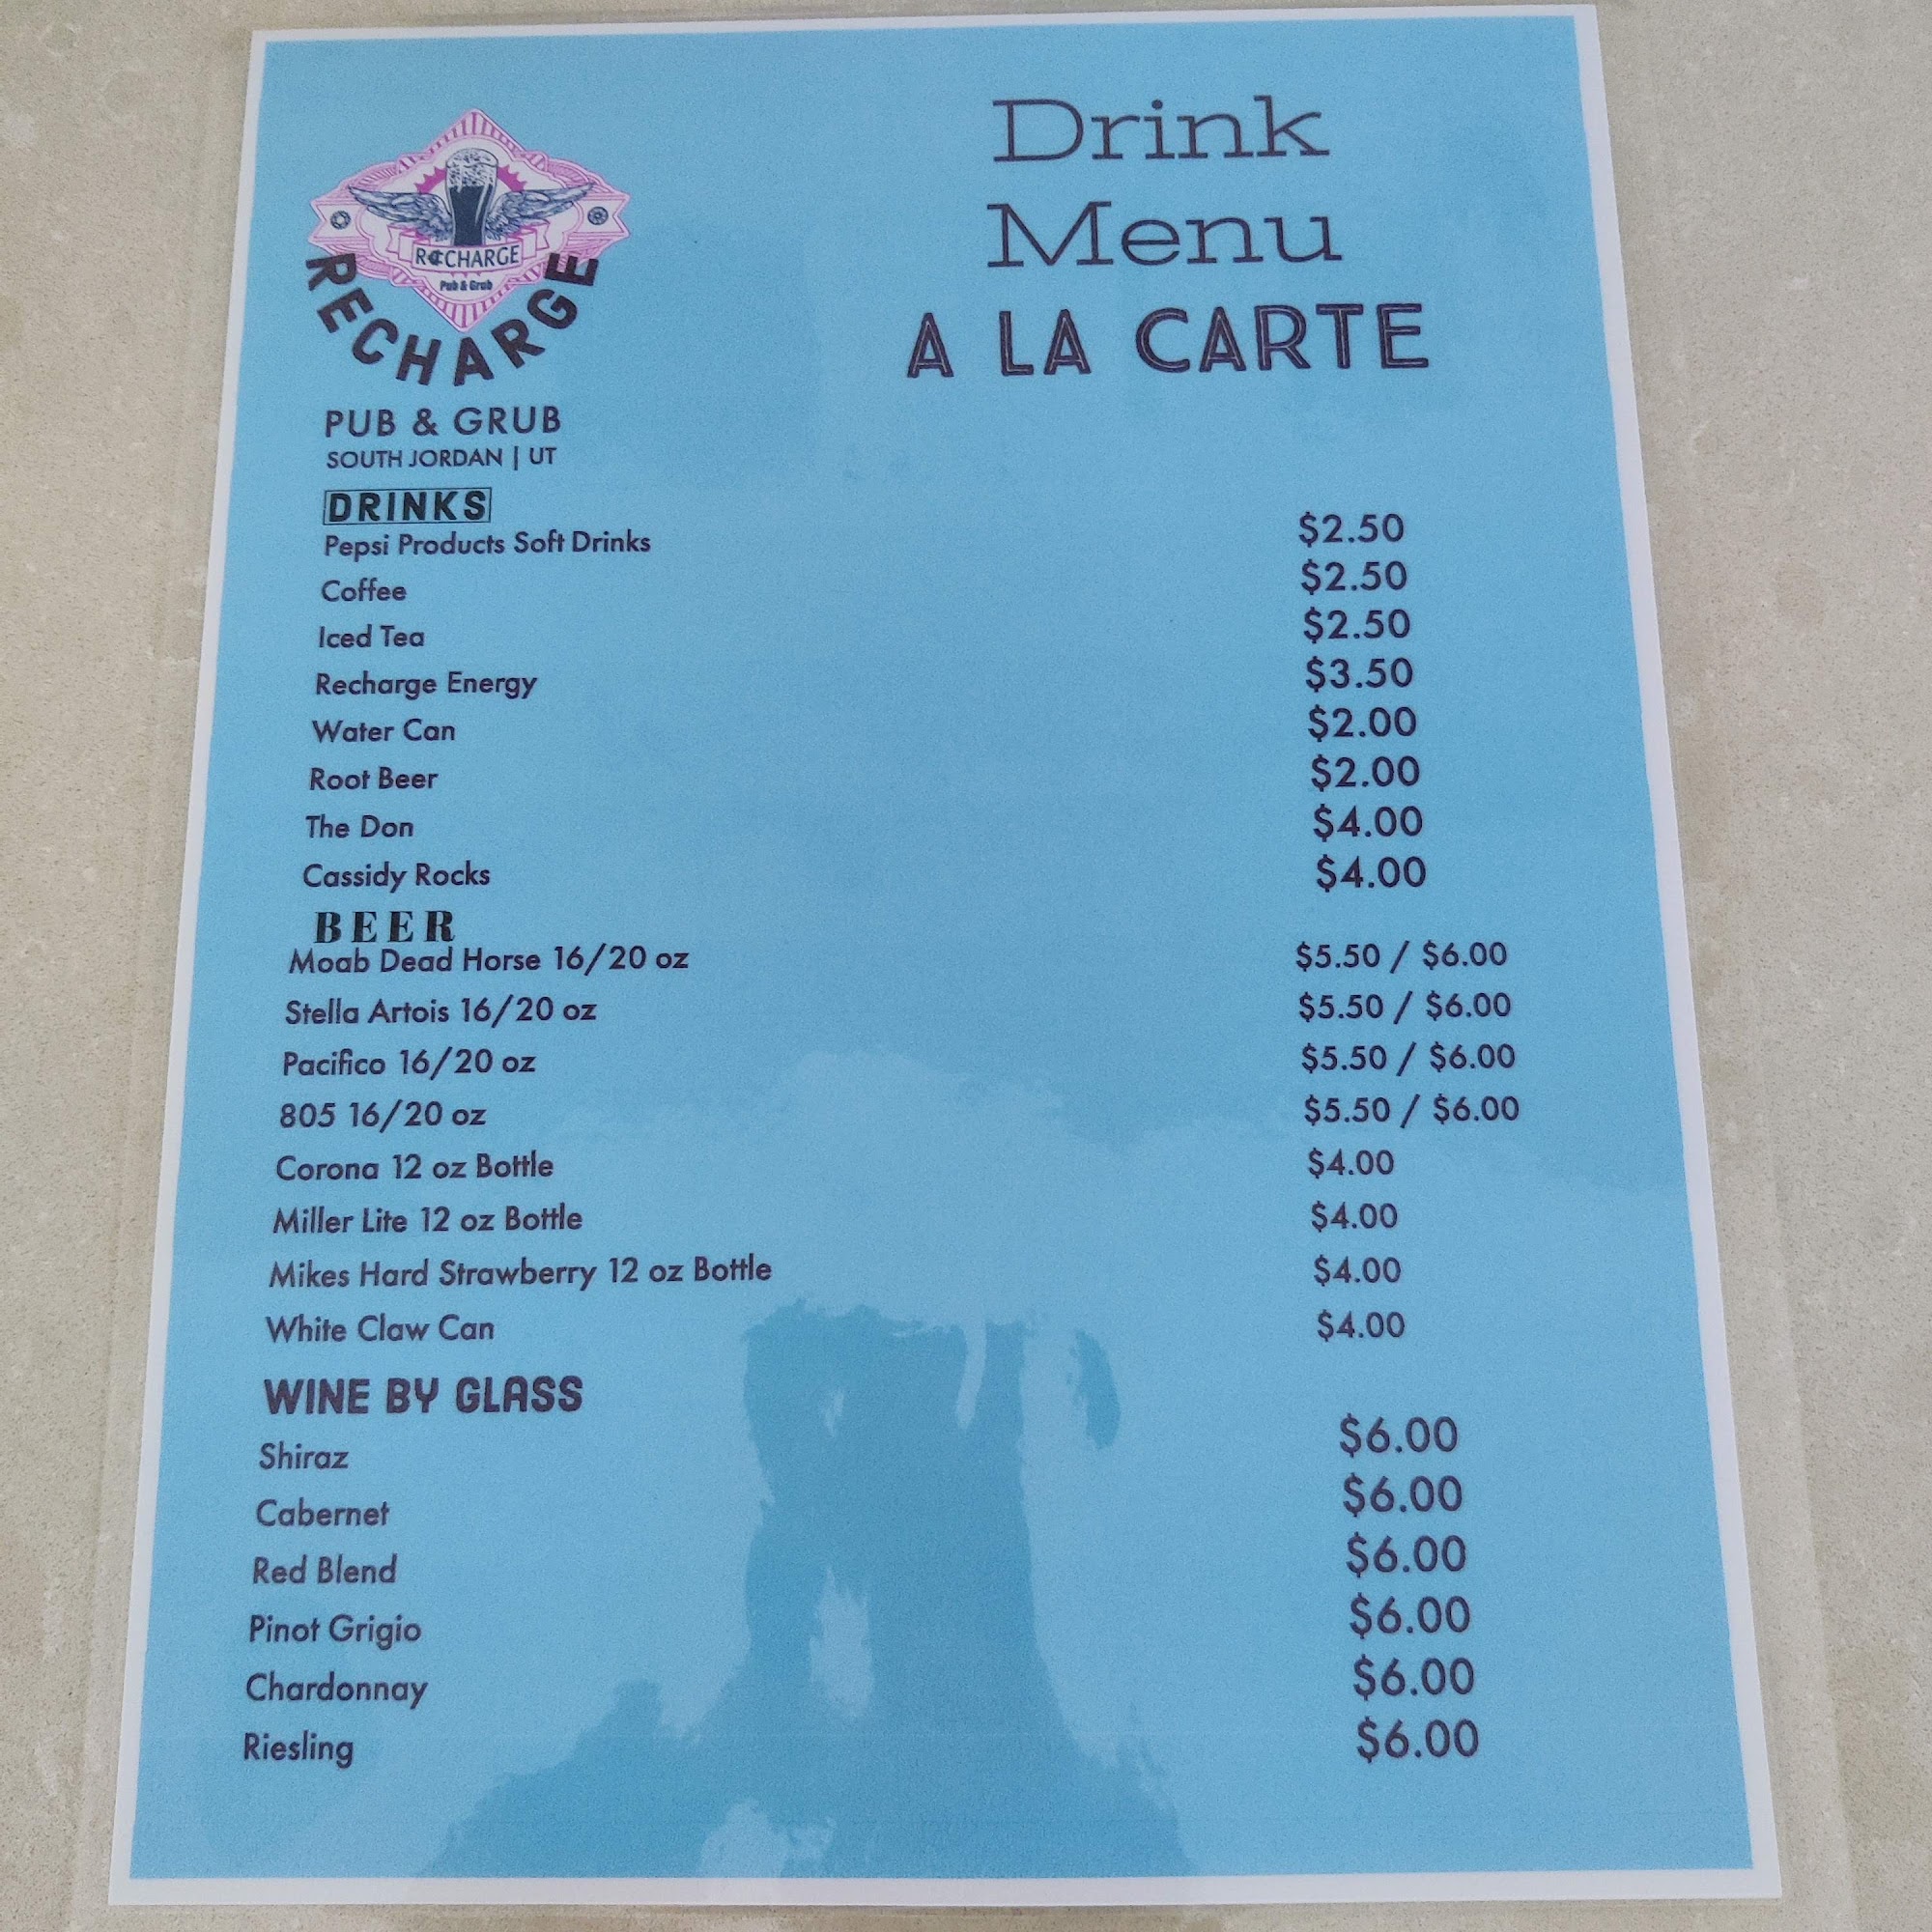 RECHARGE
Pub & Grub
RECHARGE
PUB & GRUB
SOUTH JORDAN | UT
Drink
Menu
A LA CARTE
DRINKS
Pepsi Products Soft Drinks $2.50
Coffee $2.50
Iced Tea $2.50
Recharge Energy $3.50
Water Can $2.00
Root Beer $2.00
The Don $4.00
Cassidy Rocks $4.00
BEER
Moab Dead Horse 16/20 oz $5.50 / $6.00
Stella Artois 16/20 oz $5.50 / $6.00
Pacifico 16/20 oz $5.50 / $6.00
805 16/20 oz $5.50 / $6.00
Corona 12 oz Bottle $4.00
Miller Lite 12 oz Bottle $4.00
Mikes Hard Strawberry 12 oz Bottle $4.00
White Claw Can $4.00
WINE BY GLASS
Shiraz $6.00
Cabernet $6.00
Red Blend $6.00
Pinot Grigio $6.00
Chardonnay $6.00
Riesling $6.00